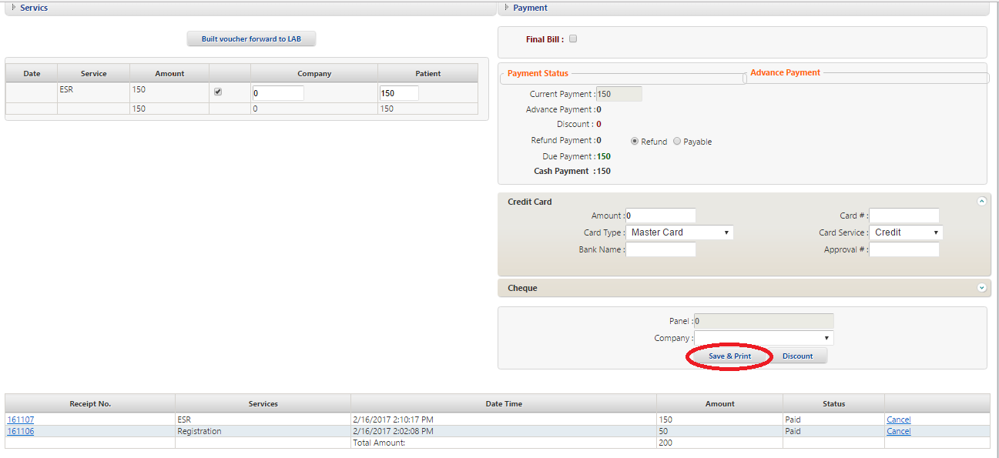 Servics
Built voucher forward to LAB
Date Service Amount Company Patient
ESR 150 0 150
150 0 150
Payment
Final Bill :
Payment Status
Advance Payment
Current Payment : 150
Advance Payment : 0
Discount : 0
Refund Payment : 0 Refund Payable
Due Payment : 150
Cash Payment : 150
Credit Card
Amount : 0 Card # :
Card Type : Master Card Card Service : Credit
Bank Name : Approval # :
Cheque
Panel : 0
Company :
Save & Print Discount
Receipt No. Services Date Time Amount Status
161107 ESR 2/16/2017 2:10:17 PM 150 Paid Cancel
161106 Registration 2/16/2017 2:02:08 PM 50 Paid Cancel
Total Amount: 200